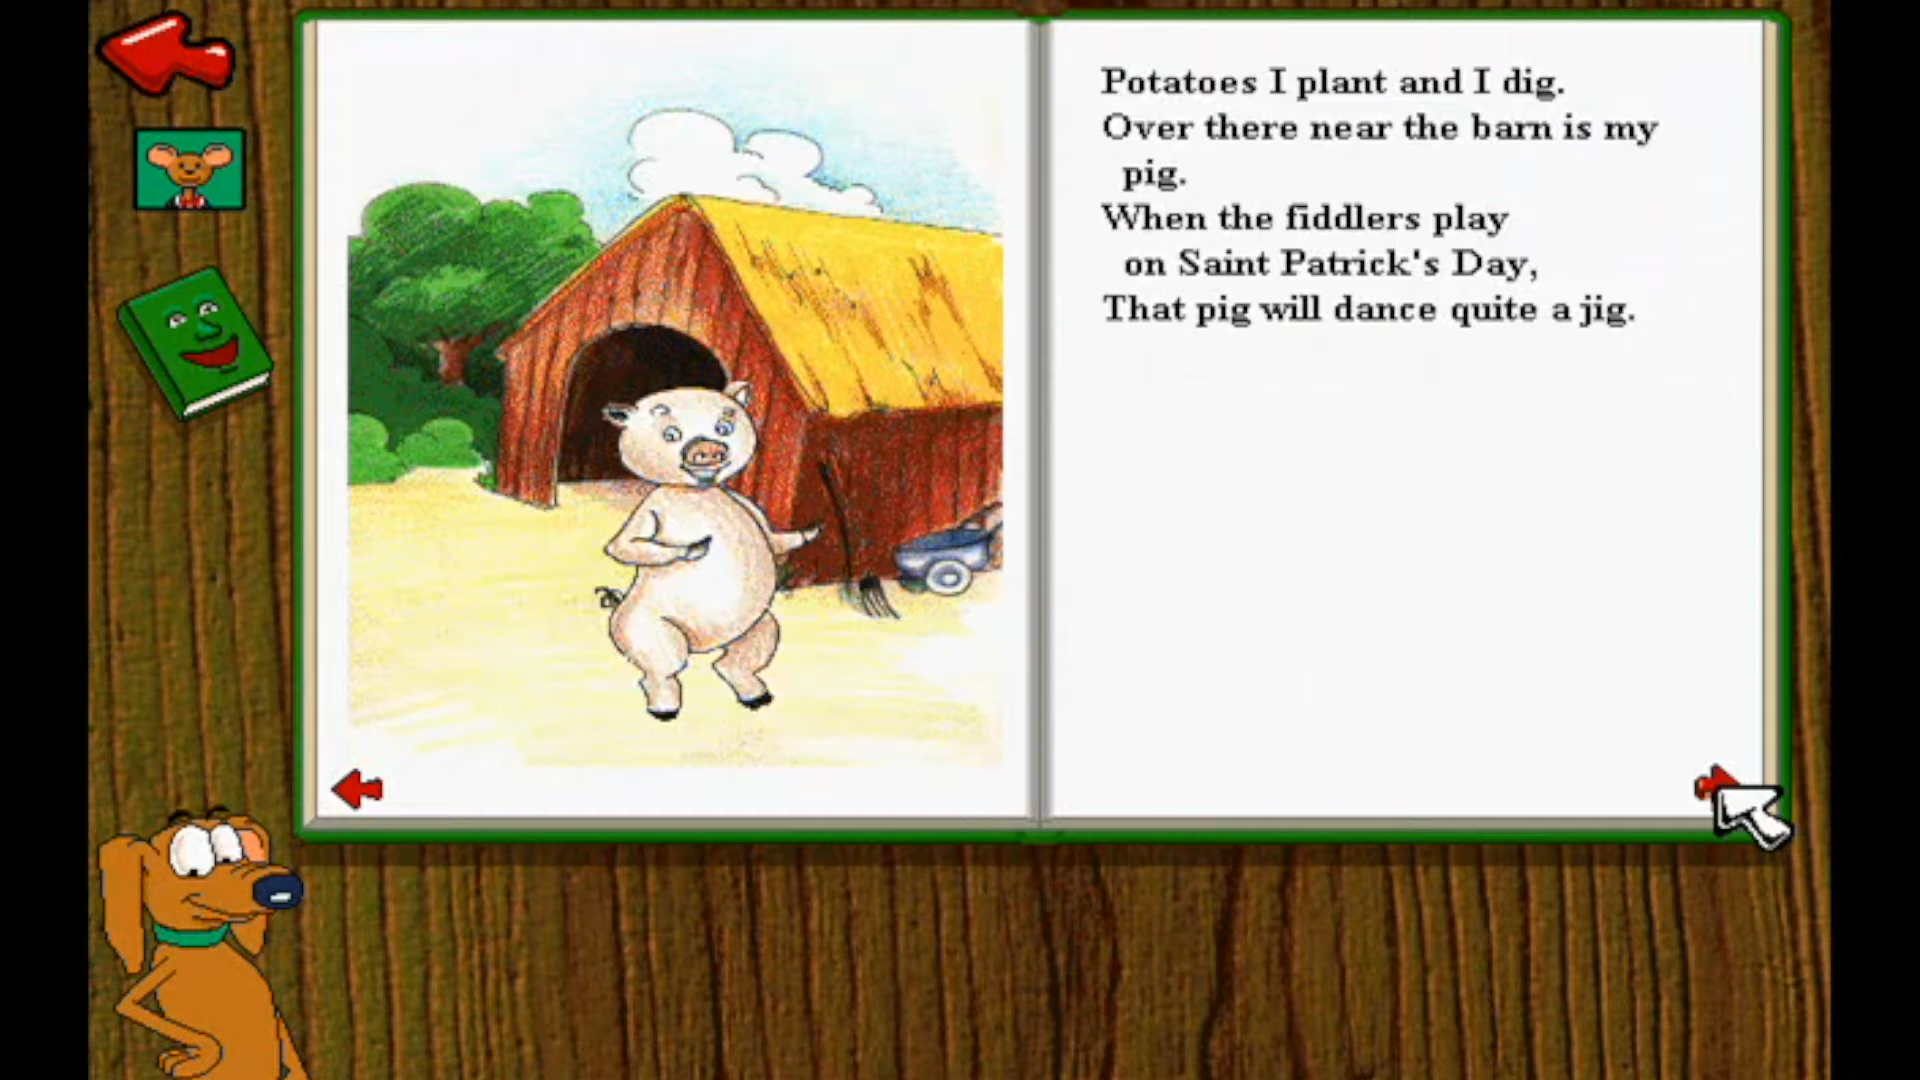 Potatoes I plant and I dig.
Over there near the barn is my
pig.
When the fiddlers play
on Saint Patrick's Day,
That pig will dance quite a jig.